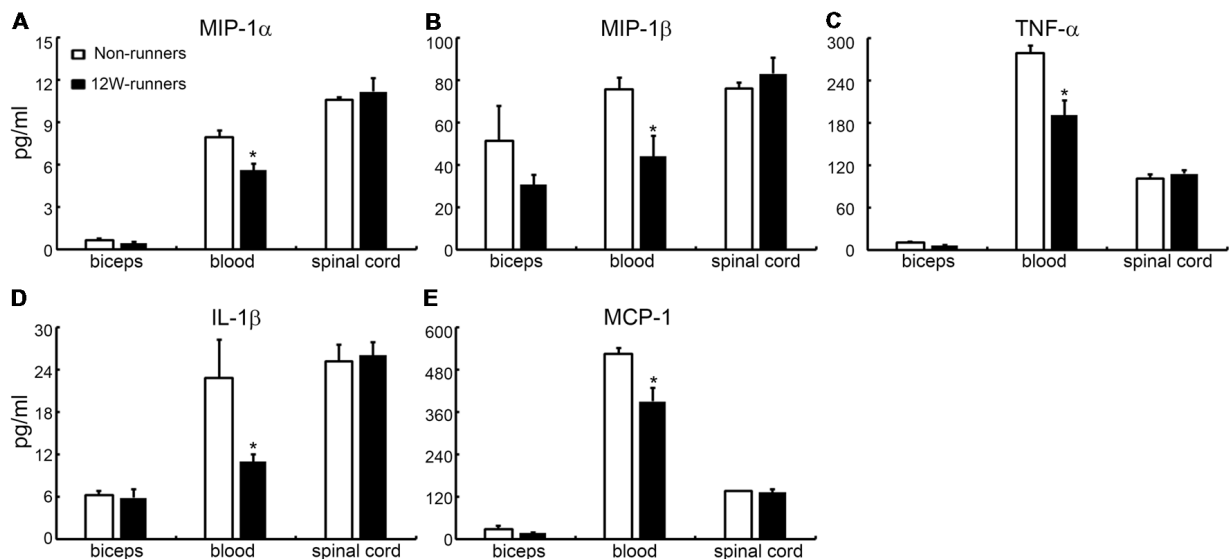 A
MIP-1α
15
12
9
6
3
0
pg/ml
Non-runners
12W-runners
*
biceps blood spinal cord
B
MIP-1β
100
80
60
40
20
0
*
biceps blood spinal cord
C
TNF-α
300
240
180
120
60
0
*
biceps blood spinal cord
D
IL-1β
30
24
18
12
6
0
pg/ml
*
biceps blood spinal cord
E
MCP-1
600
480
360
240
120
0
*
biceps blood spinal cord